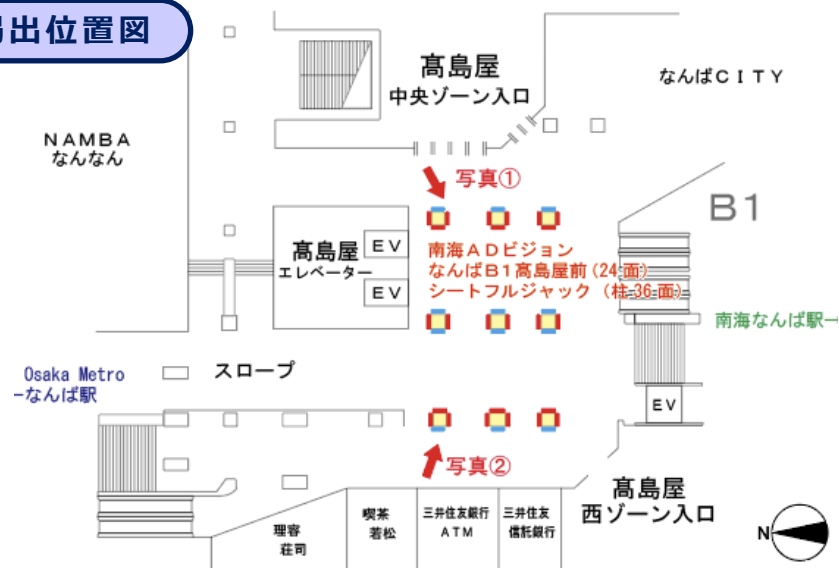 出位置図
髙島屋
中央ゾーン入口
なんばＣＩＴＹ
ＮＡＭＢＡ
なんなん
写真①
Ｂ１
髙島屋
エレベーター
ＥＶ
ＥＶ
南海ＡＤビジョン
なんばＢ１髙島屋前(24面)
シートフルジャック（柱36面）
南海なんば駅→
Osaka Metro
←なんば駅
スロープ
ＥＶ
写真②
髙島屋
西ゾーン入口
理容
荘司
喫茶
若松
三井住友銀行
ＡＴＭ
三井住友
信託銀行
N